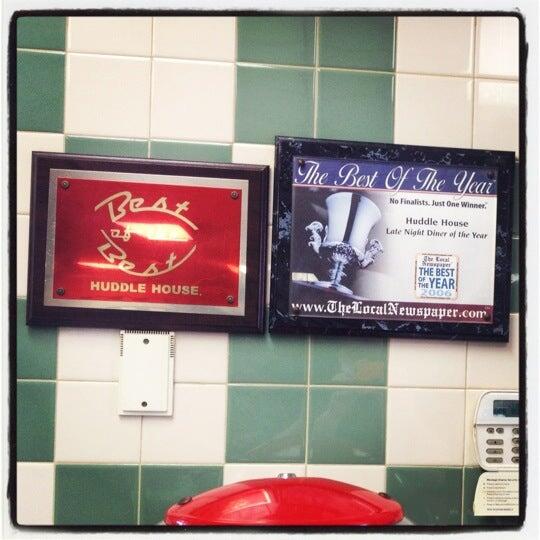 Best
of the
Best
HUDDLE HOUSE.
The Best Of The Year
No Finalists. Just One Winner.
Huddle House
Late Night Diner of the Year
The Local
Newspaper
THE BEST
OF THE
YEAR
2006
www.TheLocalNewspaper.com